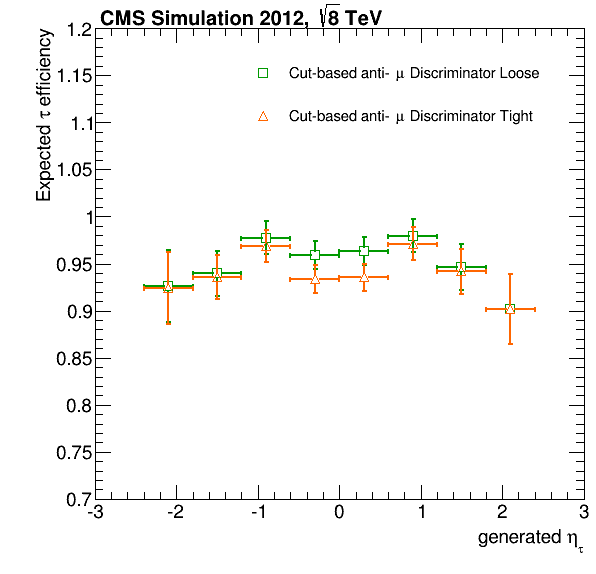 CMS Simulation 2012, √8 TeV
Expected τ efficiency
Cut-based anti- μ Discriminator Loose
Cut-based anti- μ Discriminator Tight
1.2
1.15
1.1
1.05
1
0.95
0.9
0.85
0.8
0.75
0.7
-3 -2 -1 0 1 2 3
generated ητ